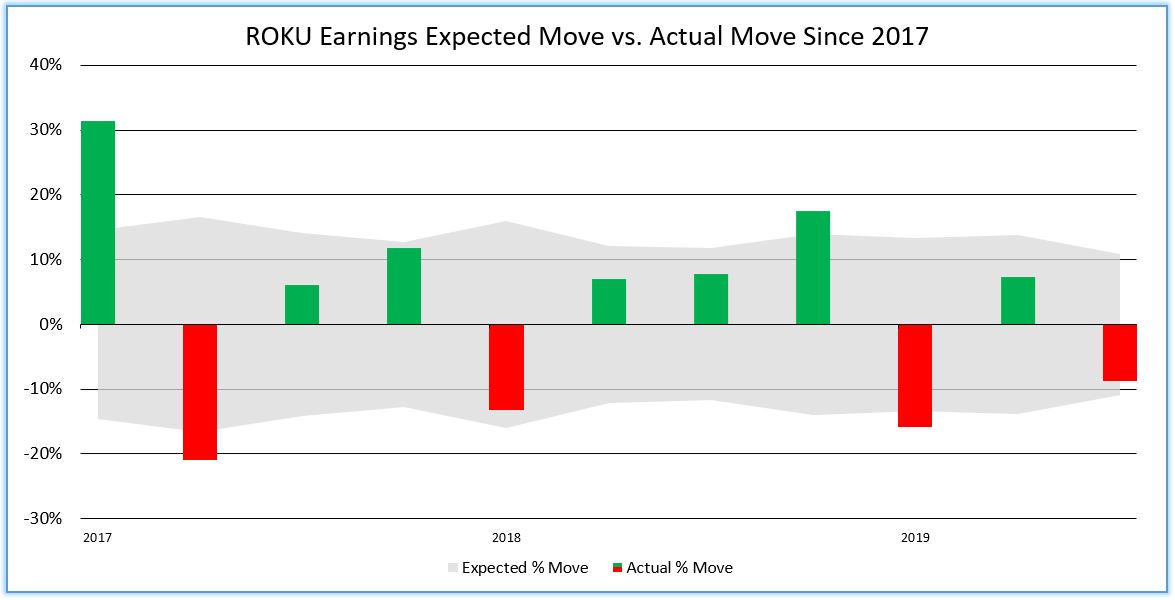 ROKU Earnings Expected Move vs. Actual Move Since 2017
40%
30%
20%
10%
0%
-10%
-20%
-30%
2017 2018 2019
Expected % Move Actual % Move